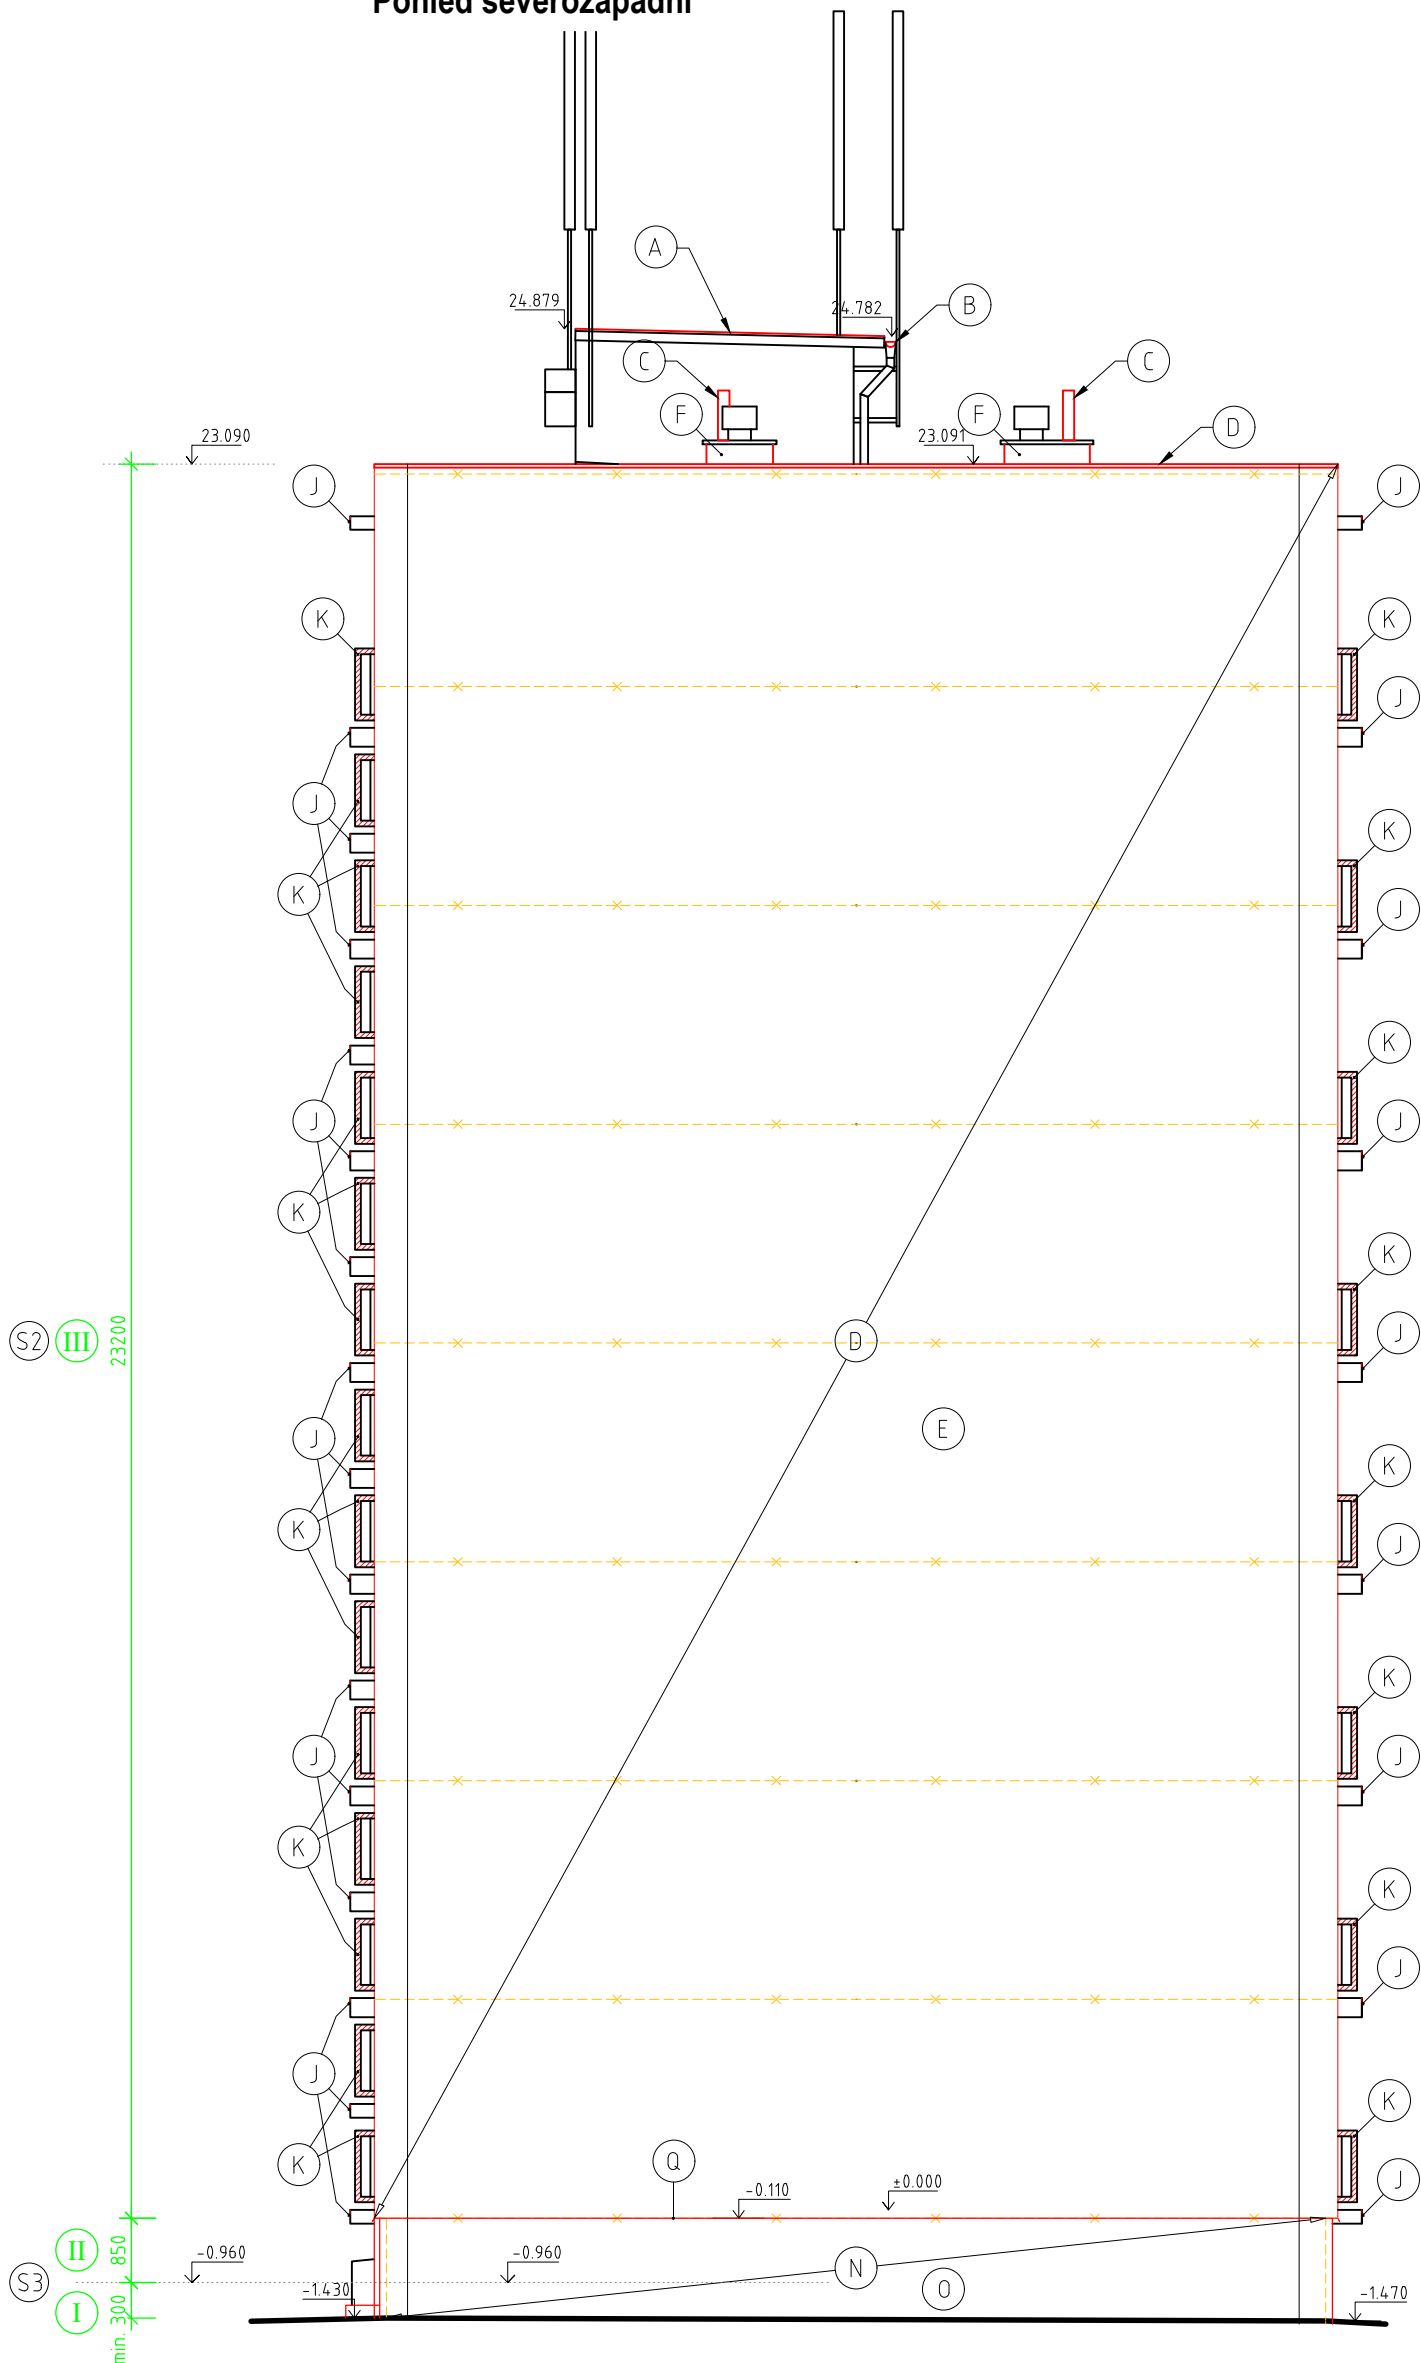 Pohled severozápadní
A
24.879
24.782
B
C
C
F
F
23.090
23.091
D
J
J
K
K
J
J
K
K
J
K
J
K
J
K
J
K
S2
III
23200
D
J
E
J
K
K
J
K
J
K
J
K
J
J
K
K
Q
J
-0.110
±0.000
II
850
-0.960
-0.960
N
S3
O
I
min. 300
-1.430
-1.470